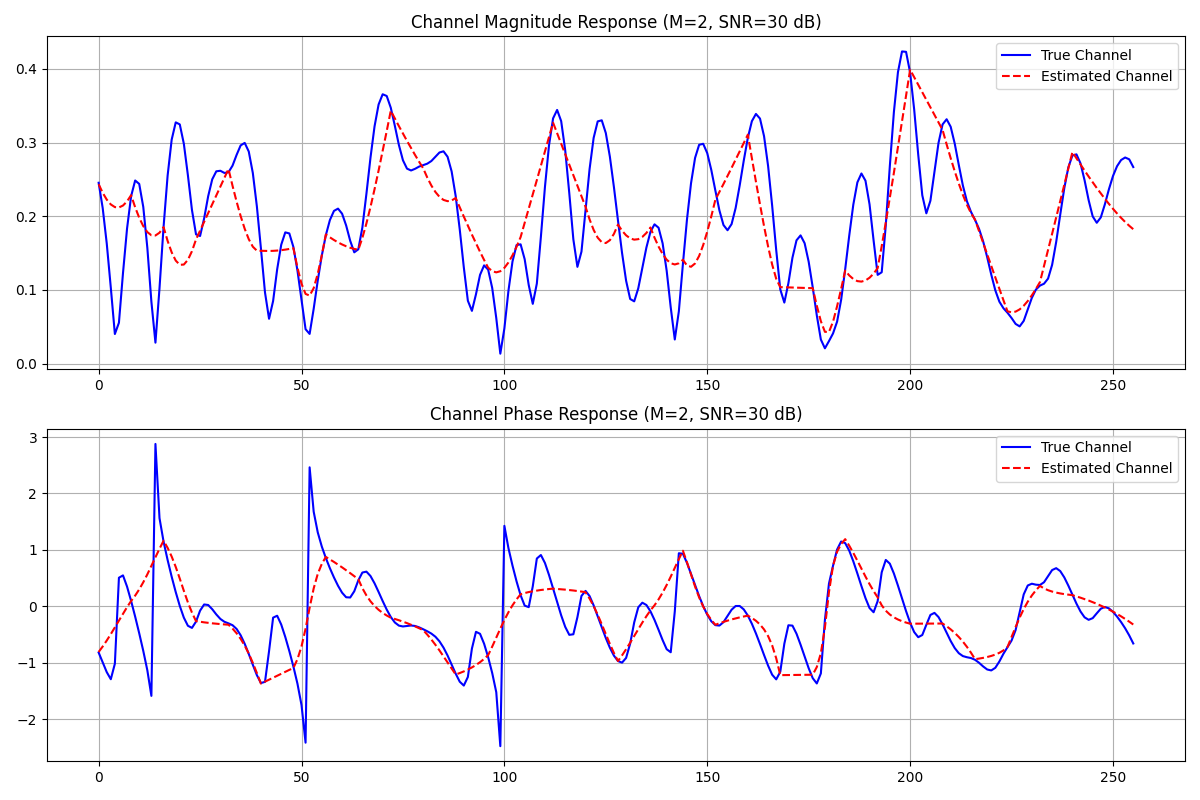 Channel Magnitude Response (M=2, SNR=30 dB)
True Channel
Estimated Channel
0.4
0.3
0.2
0.1
0.0
0 50 100 150 200 250
Channel Phase Response (M=2, SNR=30 dB)
True Channel
Estimated Channel
3
2
1
0
−1
−2
0 50 100 150 200 250